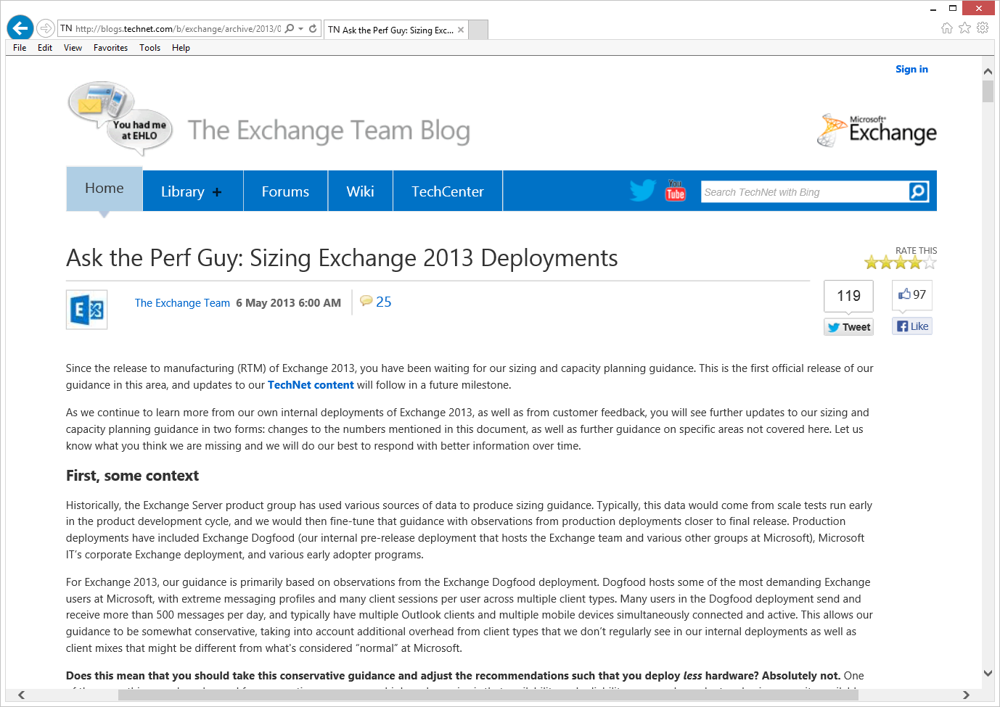 TN http://blogs.technet.com/b/exchange/archive/2013/0
TN Ask the Perf Guy: Sizing Exc...
File Edit View Favorites Tools Help
Sign in
You had me
at EHLO
The Exchange Team Blog
Microsoft®
Exchange
Home
Library +
Forums
Wiki
TechCenter
You
Tube
Search TechNet with Bing
Ask the Perf Guy: Sizing Exchange 2013 Deployments
RATE THIS
The Exchange Team 6 May 2013 6:00 AM
25
119
97
Tweet
Like
Since the release to manufacturing (RTM) of Exchange 2013, you have been waiting for our sizing and capacity planning guidance. This is the first official release of our
guidance in this area, and updates to our TechNet content will follow in a future milestone.
As we continue to learn more from our own internal deployments of Exchange 2013, as well as from customer feedback, you will see further updates to our sizing and
capacity planning guidance in two forms: changes to the numbers mentioned in this document, as well as further guidance on specific areas not covered here. Let us
know what you think we are missing and we will do our best to respond with better information over time.
First, some context
Historically, the Exchange Server product group has used various sources of data to produce sizing guidance. Typically, this data would come from scale tests run early
in the product development cycle, and we would then fine-tune that guidance with observations from production deployments closer to final release. Production
deployments have included Exchange Dogfood (our internal pre-release deployment that hosts the Exchange team and various other groups at Microsoft), Microsoft
IT's corporate Exchange deployment, and various early adopter programs.
For Exchange 2013, our guidance is primarily based on observations from the Exchange Dogfood deployment. Dogfood hosts some of the most demanding Exchange
users at Microsoft, with extreme messaging profiles and many client sessions per user across multiple client types. Many users in the Dogfood deployment send and
receive more than 500 messages per day, and typically have multiple Outlook clients and multiple mobile devices simultaneously connected and active. This allows our
guidance to be somewhat conservative, taking into account additional overhead from client types that we don't regularly see in our internal deployments as well as
client mixes that might be different from what's considered “normal” at Microsoft.
Does this mean that you should take this conservative guidance and adjust the recommendations such that you deploy less hardware? Absolutely not. One